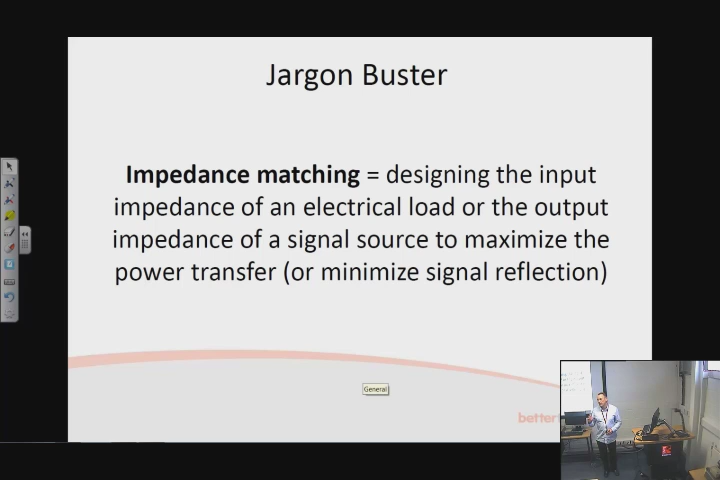 Jargon Buster
Impedance matching = designing the input
impedance of an electrical load or the output
impedance of a signal source to maximize the
power transfer (or minimize signal reflection)
General